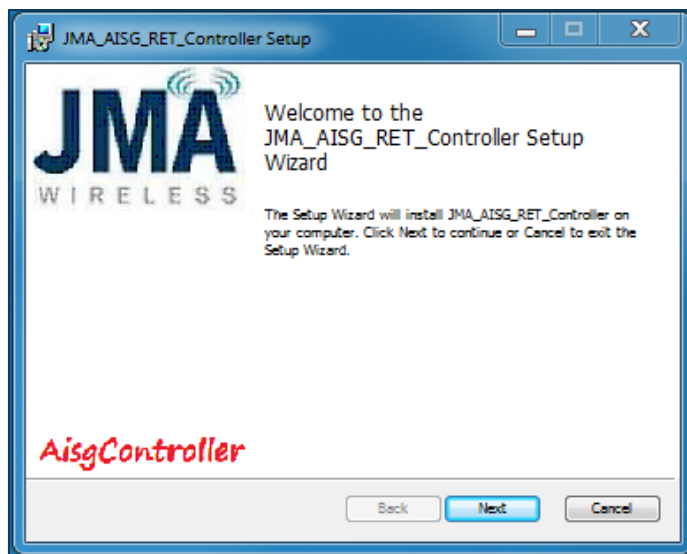 JMA_AISG_RET_Controller Setup
JMA
WIRELESS
Welcome to the
JMA_AISG_RET_Controller Setup
Wizard
The Setup Wizard will install JMA_AISG_RET_Controller on
your computer. Click Next to continue or Cancel to exit the
Setup Wizard.
AisgController
Back Next Cancel